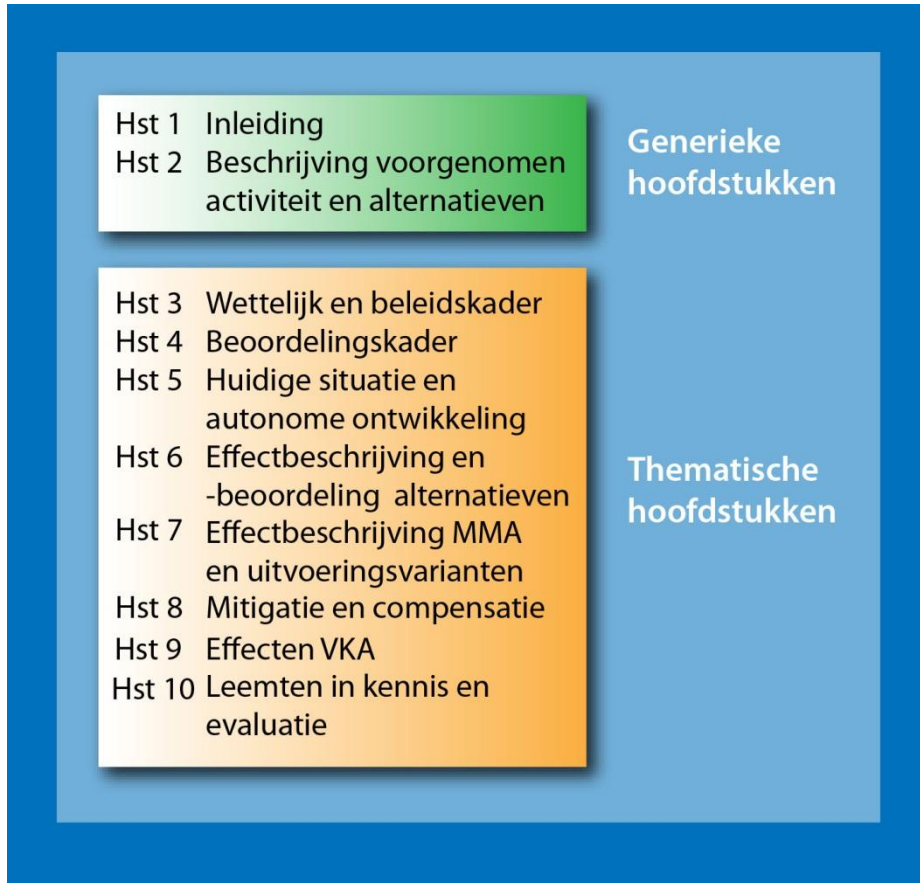 Hst 1 Inleiding
Hst 2 Beschrijving voorgenomen
activiteit en alternatieven
Generieke
hoofdstukken
Hst 3 Wettelijk en beleidskader
Hst 4 Beoordelingskader
Hst 5 Huidige situatie en
autonome ontwikkeling
Hst 6 Effectbeschrijving en
-beoordeling alternatieven
Hst 7 Effectbeschrijving MMA
en uitvoeringsvarianten
Hst 8 Mitigatie en compensatie
Hst 9 Effecten VKA
Hst 10 Leemten in kennis en
evaluatie
Thematische
hoofdstukken